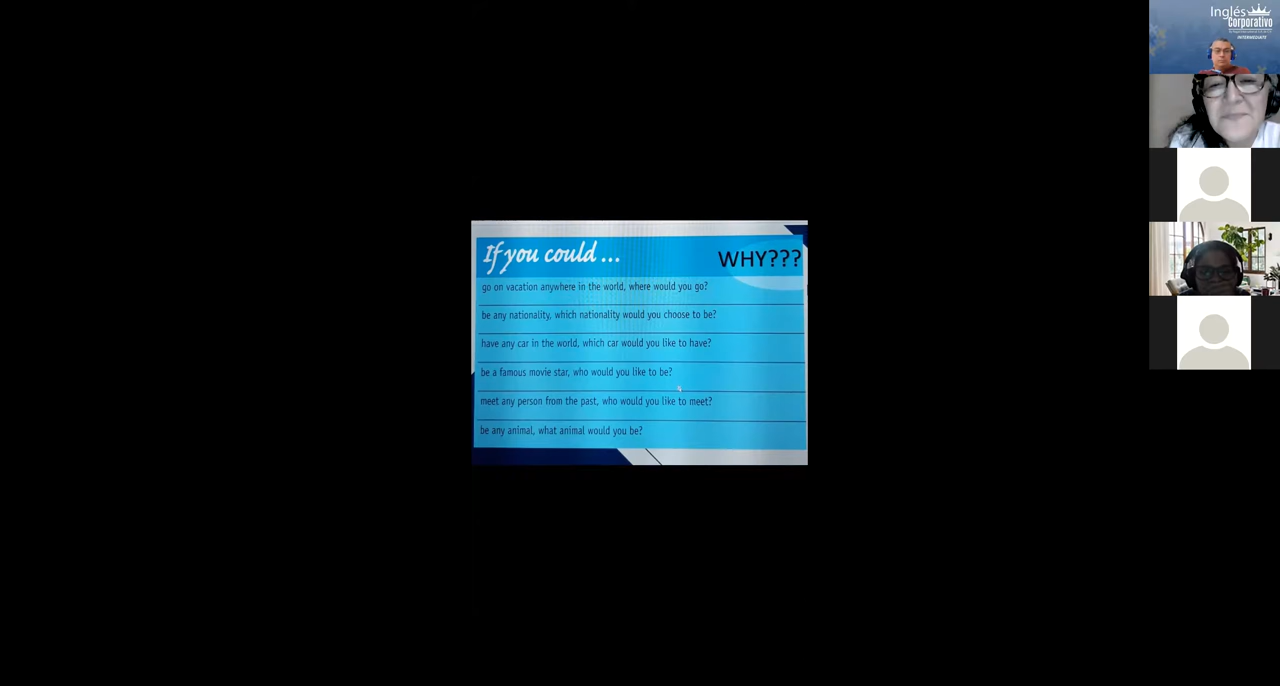 If you could ...
WHY???
go on vacation anywhere in the world, where would you go?
be any nationality, which nationality would you choose to be?
have any car in the world, which car would you like to have?
be a famous movie star, who would you like to be?
meet any person from the past, who would you like to meet?
be any animal, what animal would you be?
Inglés
Corporativo
INTERMEDIATE